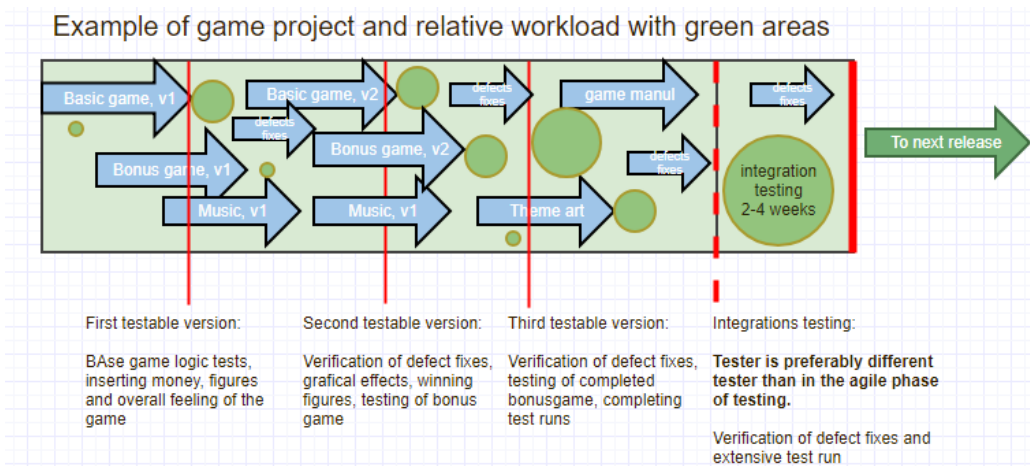 Example of game project and relative workload with green areas
Basic game, v1
Basic game, v2
defects
fixes
game manul
defects
fixes
defects
fixes
Bonus game, v1
Bonus game, v2
defects
fixes
Music, v1
Music, v1
Theme art
integration
testing
2-4 weeks
To next release
First testable version:
BAse game logic tests,
inserting money, figures
and overall feeling of the
game
Second testable version:
Verification of defect fixes,
grafical effects, winning
figures, testing of bonus
game
Third testable version:
Verification of defect fixes,
testing of completed
bonusgame, completing
test runs
Integrations testing:
Tester is preferably different
tester than in the agile phase
of testing.
Verification of defect fixes and
extensive test run